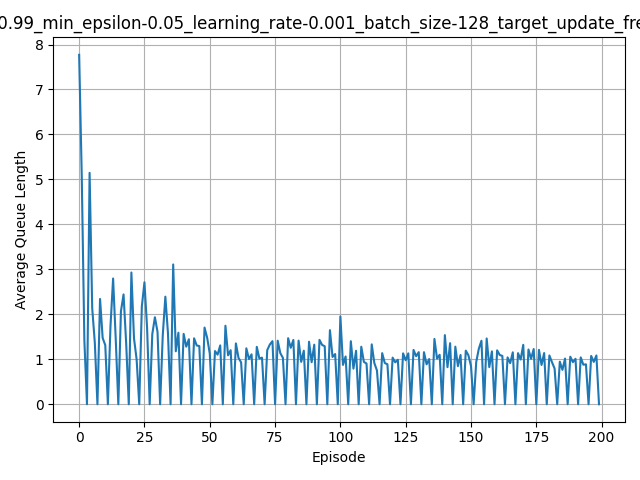 0.99_min_epsilon-0.05_learning_rate-0.001_batch_size-128_target_update_fre
8
7
6
5
4
3
2
1
0
Average Queue Length
0 25 50 75 100 125 150 175 200
Episode